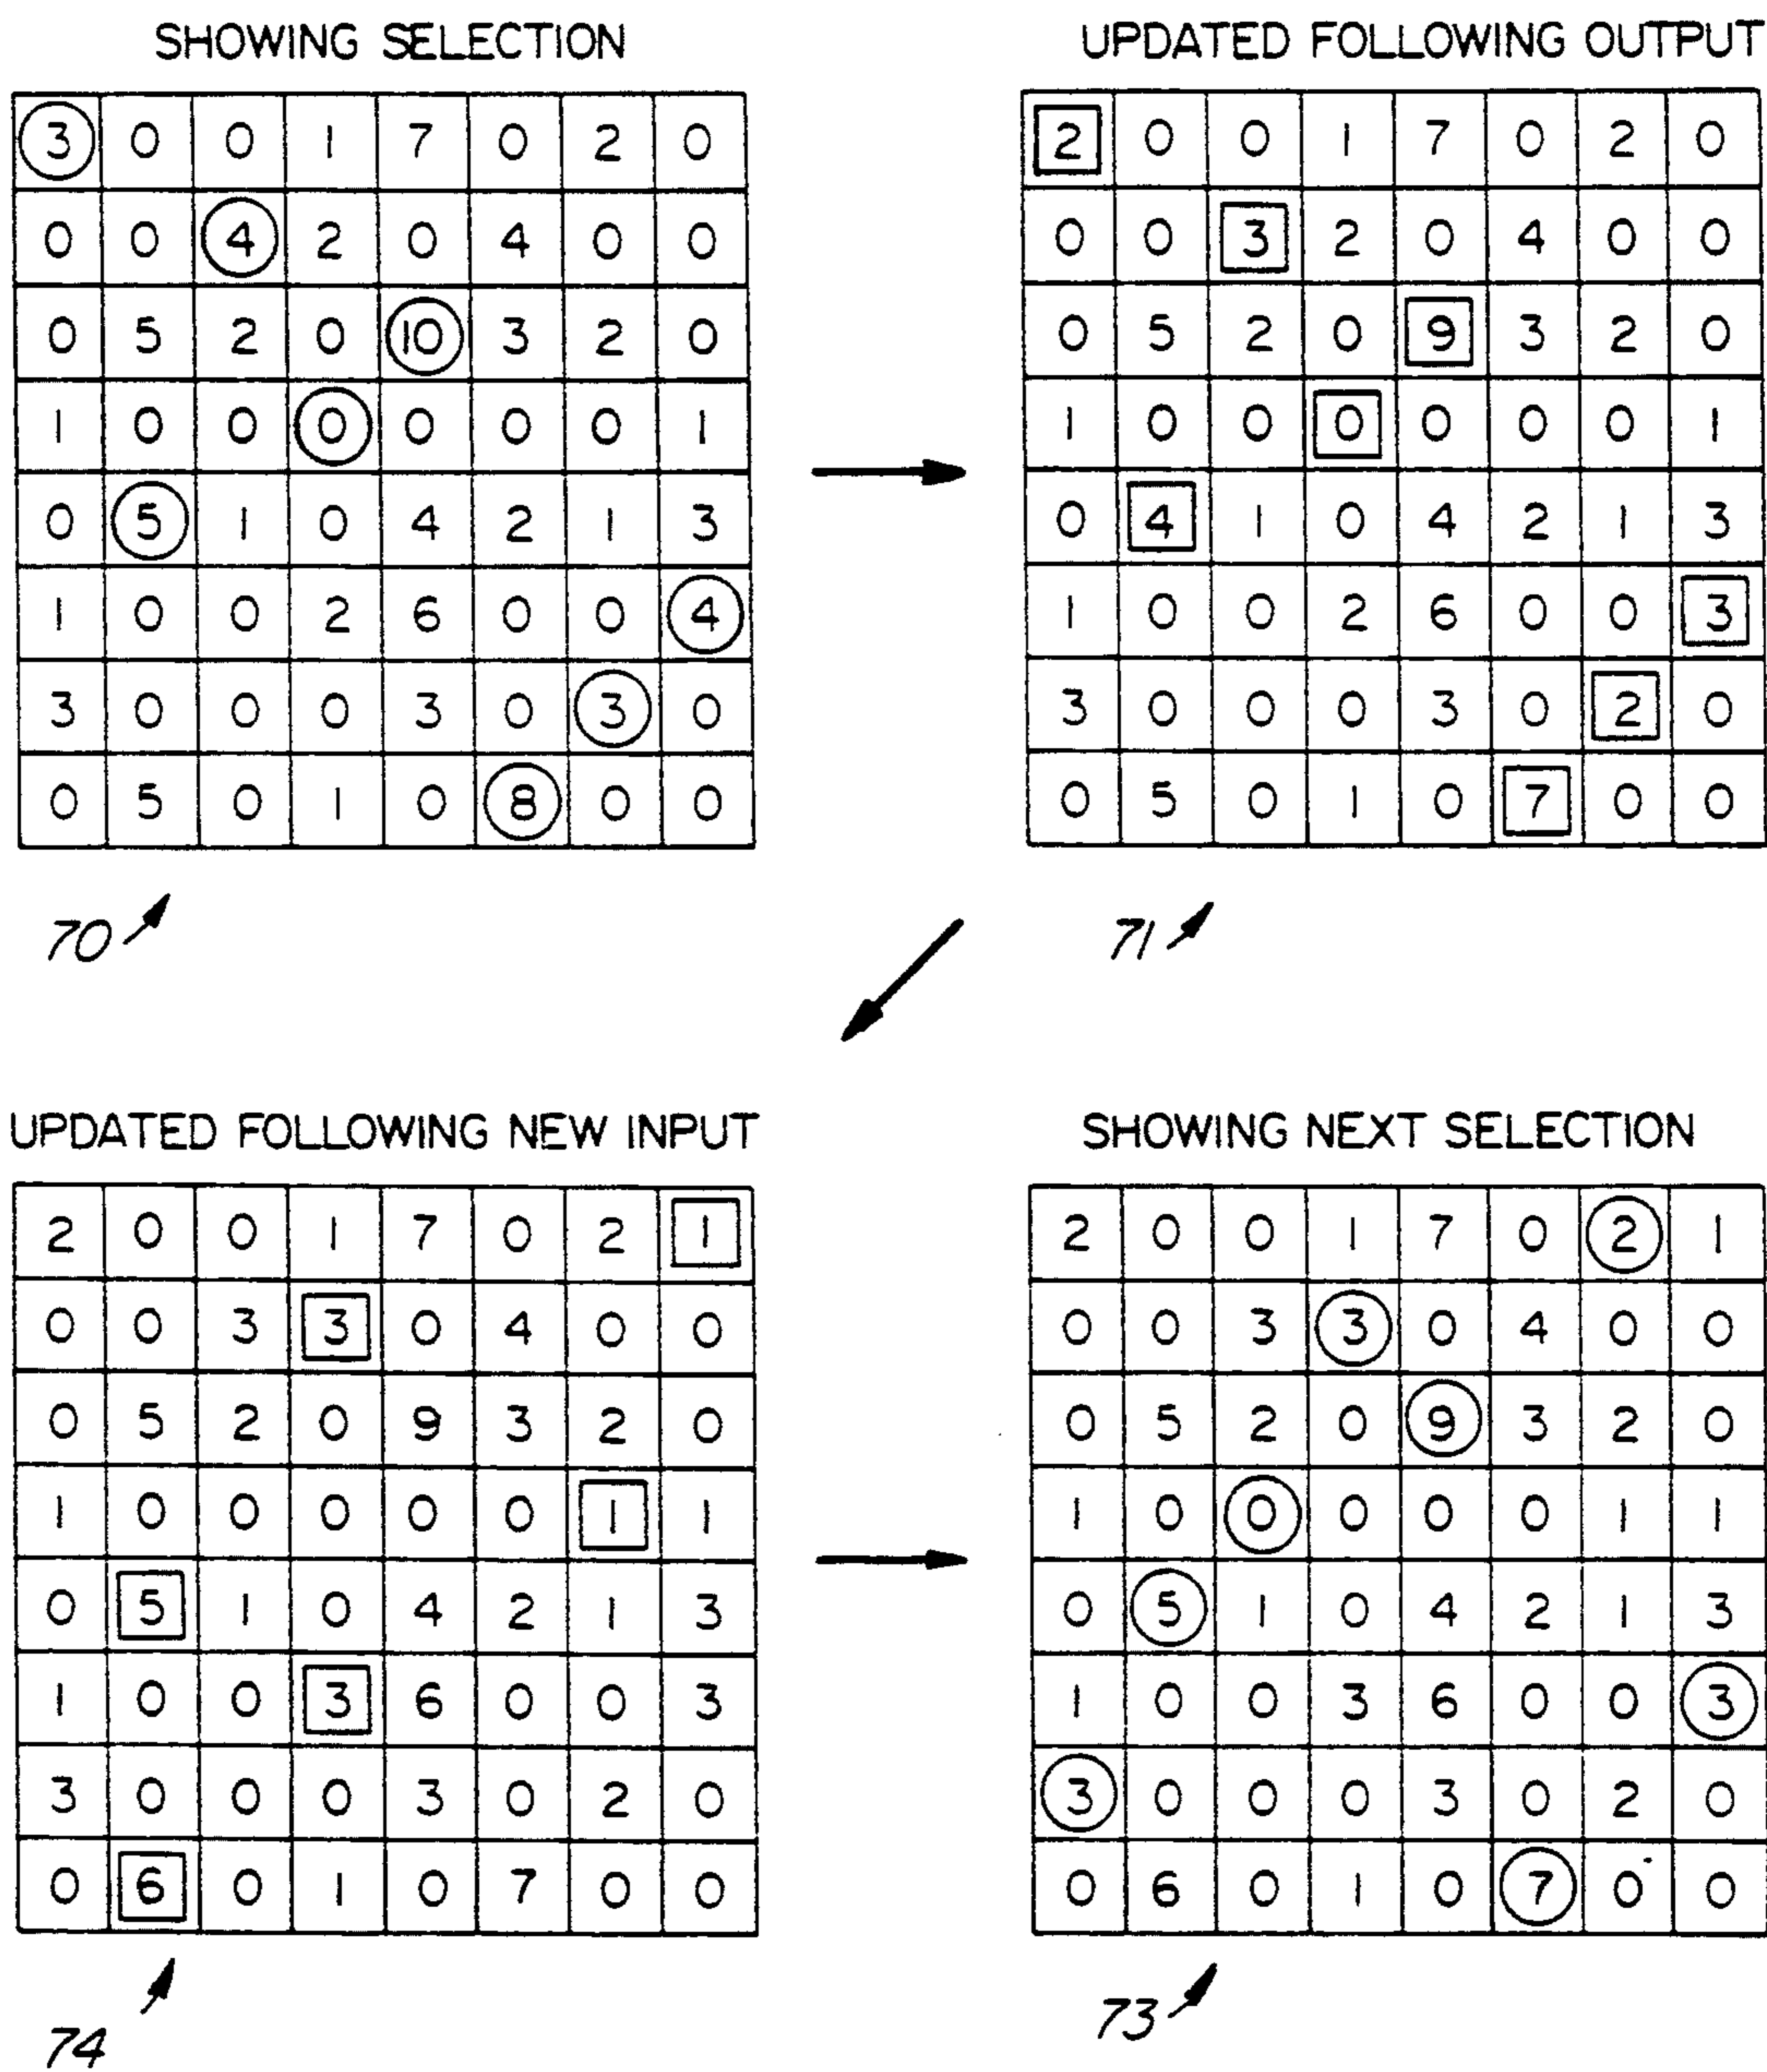 SHOWING SELECTION
3 0 0 1 7 0 2 0
0 0 4 2 0 4 0 0
0 5 2 0 10 3 2 0
1 0 0 0 0 0 0 1
0 5 1 0 4 2 1 3
1 0 0 2 6 0 0 4
3 0 0 0 3 0 3 0
0 5 0 1 0 8 0 0
70
UPDATED FOLLOWING OUTPUT
2 0 0 1 7 0 2 0
0 0 3 2 0 4 0 0
0 5 2 0 9 3 2 0
1 0 0 0 0 0 0 1
0 4 1 0 4 2 1 3
1 0 0 2 6 0 0 3
3 0 0 0 3 0 2 0
0 5 0 1 0 7 0 0
71
UPDATED FOLLOWING NEW INPUT
2 0 0 1 7 0 2 1
0 0 3 3 0 4 0 0
0 5 2 0 9 3 2 0
1 0 0 0 0 0 1 1
0 5 1 0 4 2 1 3
1 0 0 3 6 0 0 3
3 0 0 0 3 0 2 0
0 6 0 1 0 7 0 0
74
SHOWING NEXT SELECTION
2 0 0 1 7 0 2 1
0 0 3 3 0 4 0 0
0 5 2 0 9 3 2 0
1 0 0 0 0 0 1 1
0 5 1 0 4 2 1 3
1 0 0 3 6 0 0 3
3 0 0 0 3 0 2 0
0 6 0 1 0 7 0 0
73